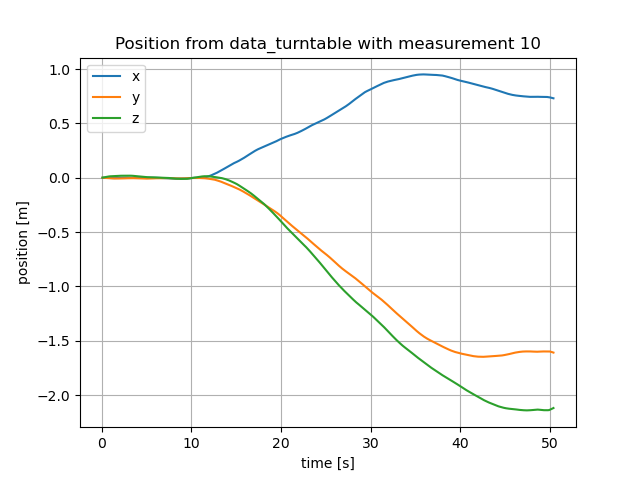 Position from data_turntable with measurement 10
x
y
z
1.0
0.5
0.0
−0.5
−1.0
−1.5
−2.0
position [m]
0 10 20 30 40 50
time [s]